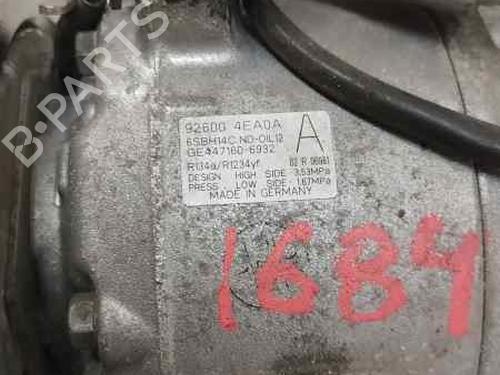 92600 4EA0A
6SBH14C ND-OIL12
GE447160-6932
A
R134a/R1234yf
DESIGN HIGH SIDE 3.53MPa
PRESS. LOW SIDE 1.67MPa
MADE IN GERMANY
1684